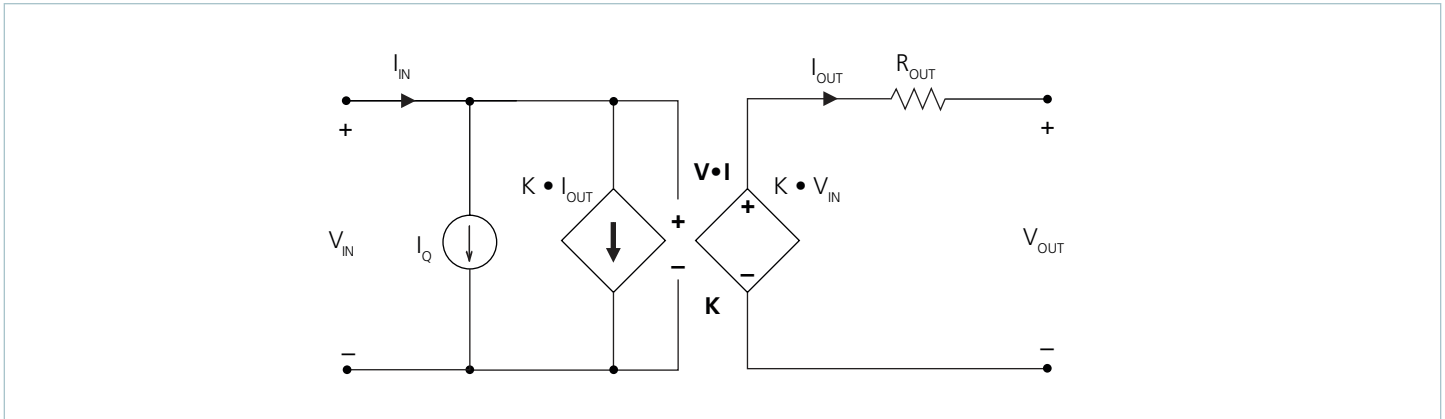 I_IN
I_OUT
R_OUT
+
+
V•I
K • I_OUT
K • V_IN
+
+
V_IN
I_Q
V_OUT
−
−
K
−
−